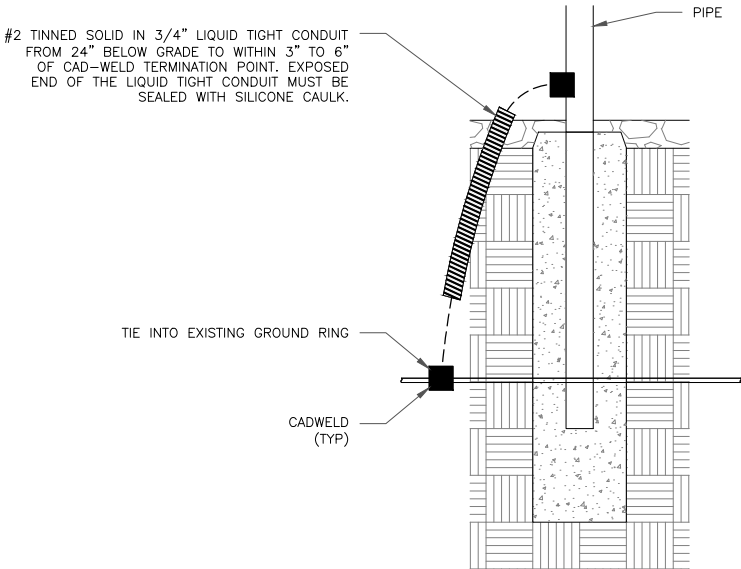 PIPE
#2 TINNED SOLID IN 3/4" LIQUID TIGHT CONDUIT
FROM 24" BELOW GRADE TO WITHIN 3" TO 6"
OF CAD-WELD TERMINATION POINT. EXPOSED
END OF THE LIQUID TIGHT CONDUIT MUST BE
SEALED WITH SILICONE CAULK.
TIE INTO EXISTING GROUND RING
CADWELD
(TYP)